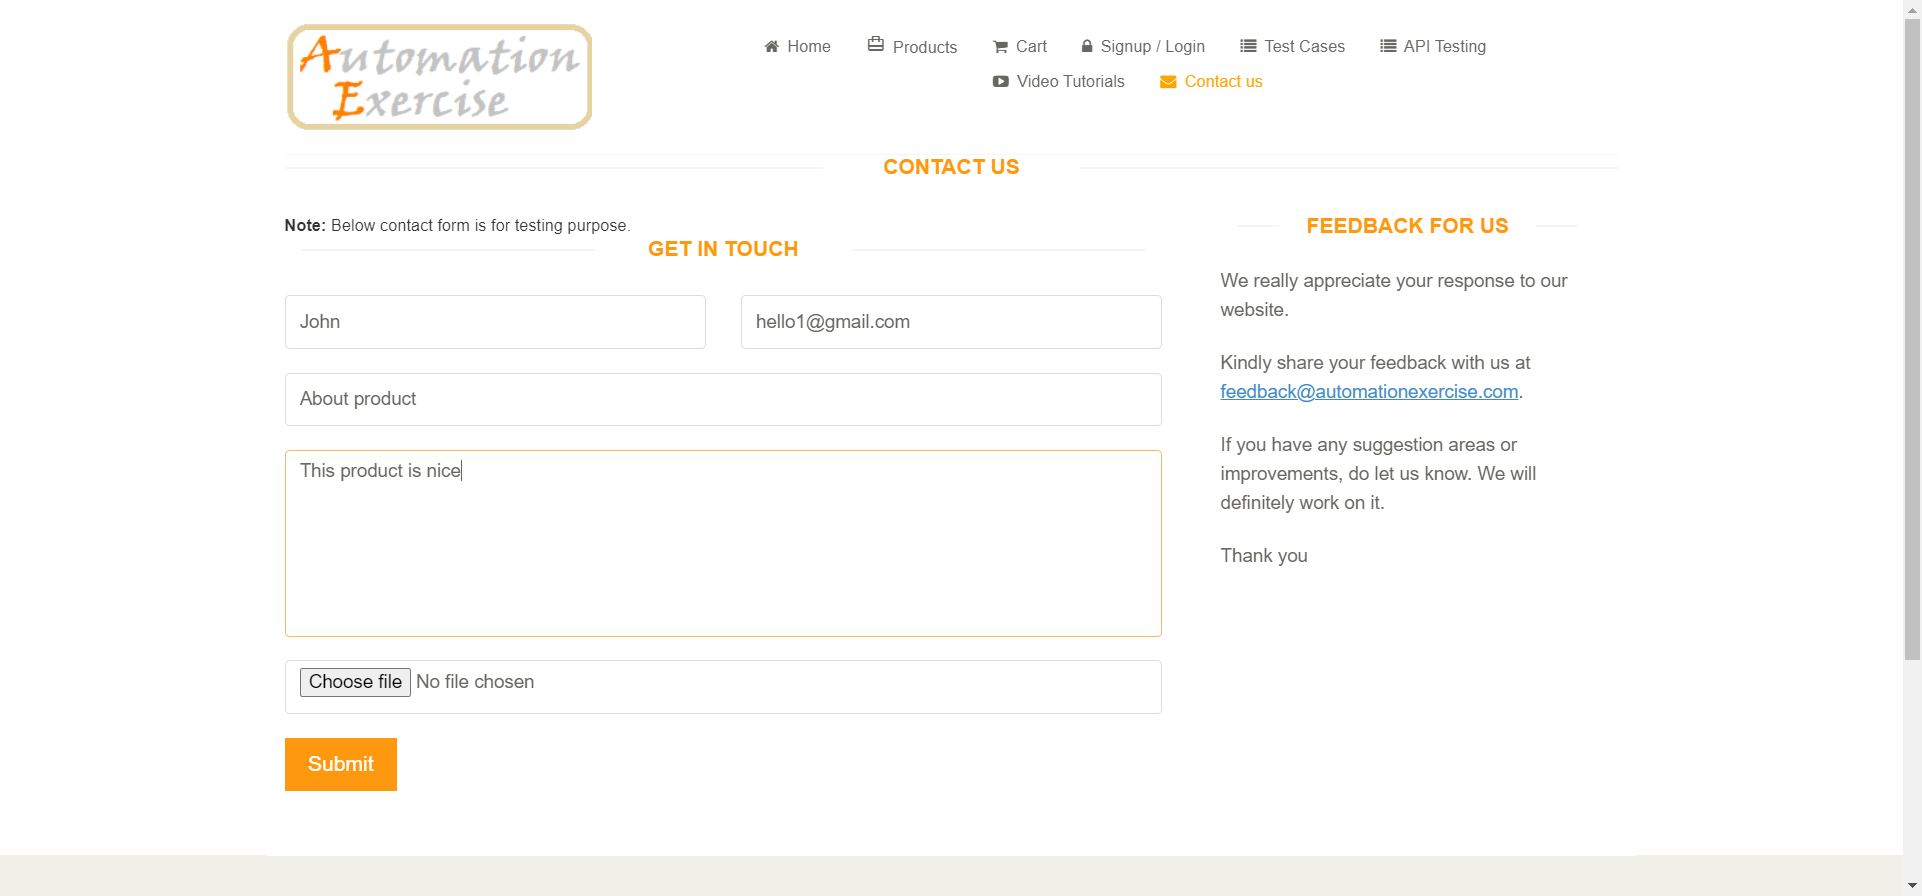 Automation
Exercise
Home Products Cart Signup / Login Test Cases API Testing
Video Tutorials Contact us
CONTACT US
Note: Below contact form is for testing purpose.
GET IN TOUCH
John
hello1@gmail.com
About product
This product is nice
Choose file No file chosen
Submit
FEEDBACK FOR US
We really appreciate your response to our
website.
Kindly share your feedback with us at
feedback@automationexercise.com.
If you have any suggestion areas or
improvements, do let us know. We will
definitely work on it.
Thank you